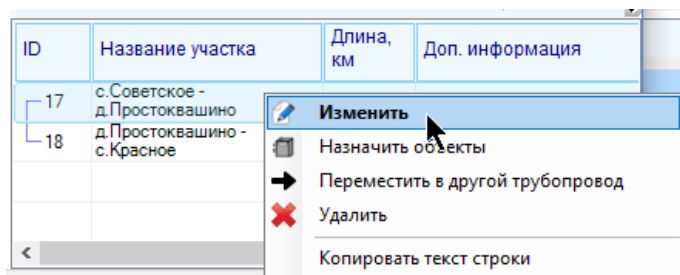 ID
Название участка
Длина,
км
Доп. информация
17
с.Советское -
д.Простоквашино
18
д.Простоквашино -
с.Красное
Изменить
Назначить объекты
Переместить в другой трубопровод
Удалить
Копировать текст строки